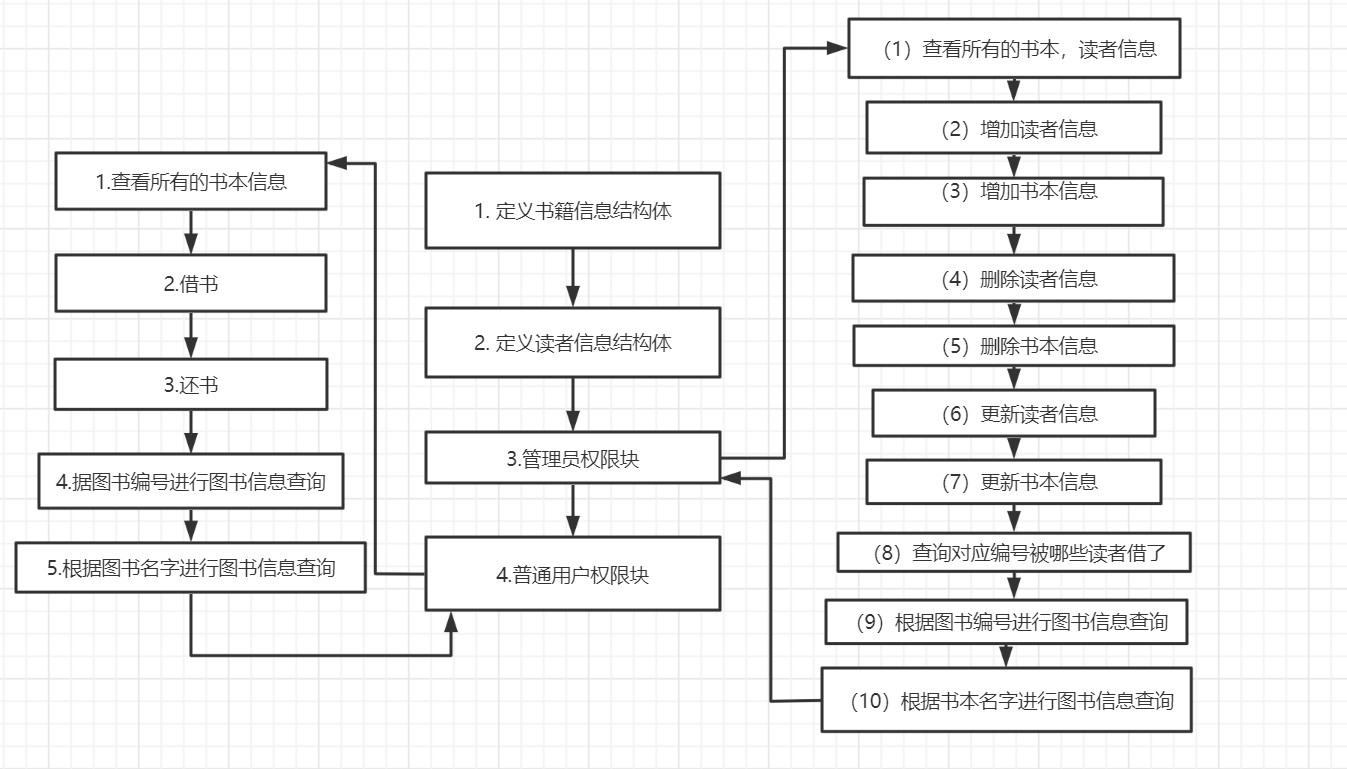 1.查看所有的书本信息
2.借书
3.还书
4.据图书编号进行图书信息查询
5.根据图书名字进行图书信息查询
1. 定义书籍信息结构体
2. 定义读者信息结构体
3.管理员权限块
4.普通用户权限块
（1）查看所有的书本，读者信息
（2）增加读者信息
（3）增加书本信息
（4）删除读者信息
（5）删除书本信息
（6）更新读者信息
（7）更新书本信息
（8）查询对应编号被哪些读者借了
（9）根据图书编号进行图书信息查询
（10）根据书本名字进行图书信息查询